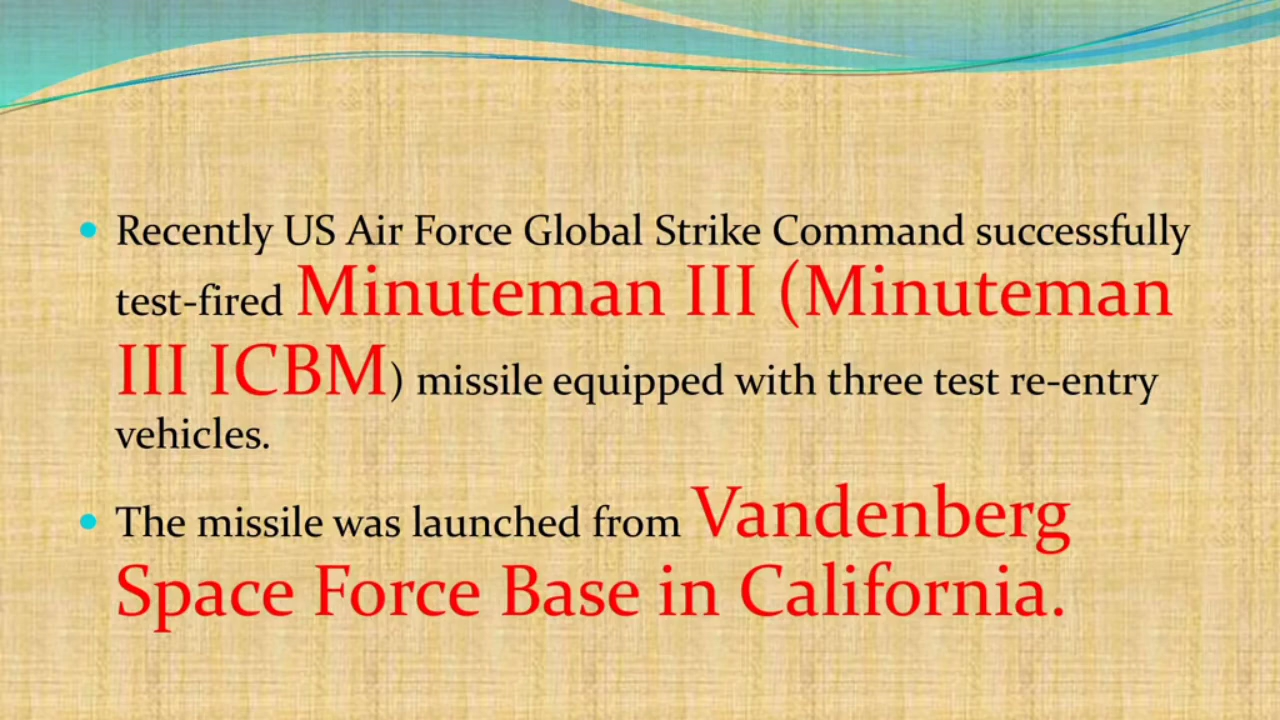 Recently US Air Force Global Strike Command successfully
test-fired Minuteman III (Minuteman
III ICBM) missile equipped with three test re-entry
vehicles.
The missile was launched from Vandenberg
Space Force Base in California.